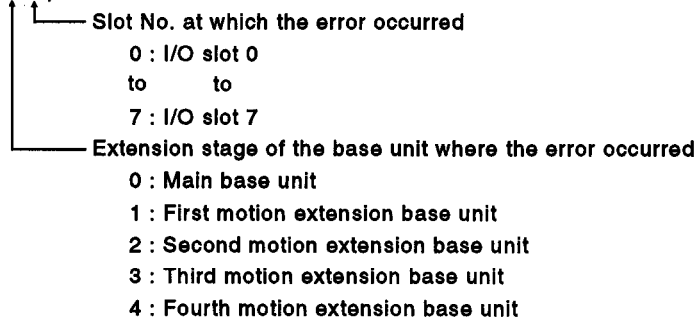 Slot No. at which the error occurred
0 : I/O slot 0
to to
7 : I/O slot 7
Extension stage of the base unit where the error occurred
0 : Main base unit
1 : First motion extension base unit
2 : Second motion extension base unit
3 : Third motion extension base unit
4 : Fourth motion extension base unit